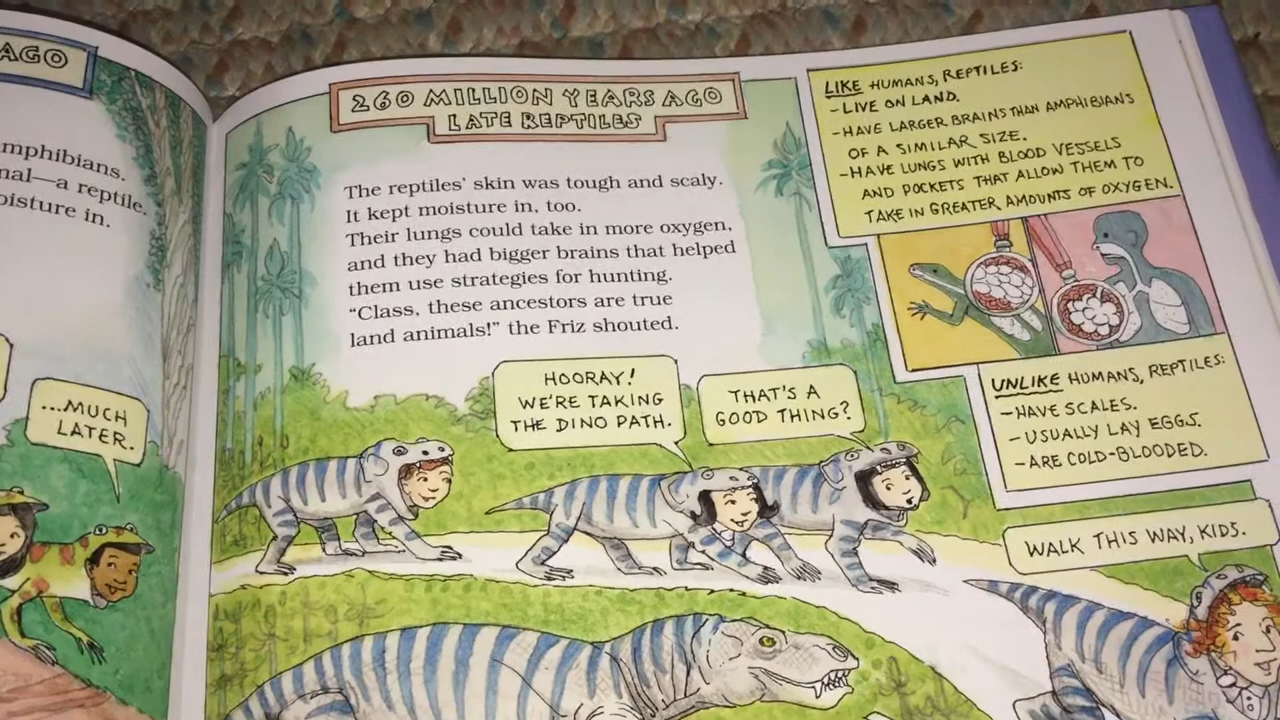 AGO
mphibians.
nal—a reptile.
oisture in.
...MUCH
LATER.
260 MILLION YEARS AGO
LATE REPTILES
The reptiles' skin was tough and scaly.
It kept moisture in, too.
Their lungs could take in more oxygen,
and they had bigger brains that helped
them use strategies for hunting.
"Class, these ancestors are true
land animals!" the Friz shouted.
HOORAY!
WE'RE TAKING
THE DINO PATH.
THAT'S A
GOOD THING?
LIKE HUMANS, REPTILES:
-LIVE ON LAND.
-HAVE LARGER BRAINS THAN AMPHIBIANS
OF A SIMILAR SIZE.
-HAVE LUNGS WITH BLOOD VESSELS
AND POCKETS THAT ALLOW THEM TO
TAKE IN GREATER AMOUNTS OF OXYGEN.
UNLIKE HUMANS, REPTILES:
-HAVE SCALES.
-USUALLY LAY EGGS.
-ARE COLD-BLOODED.
WALK THIS WAY, KIDS.